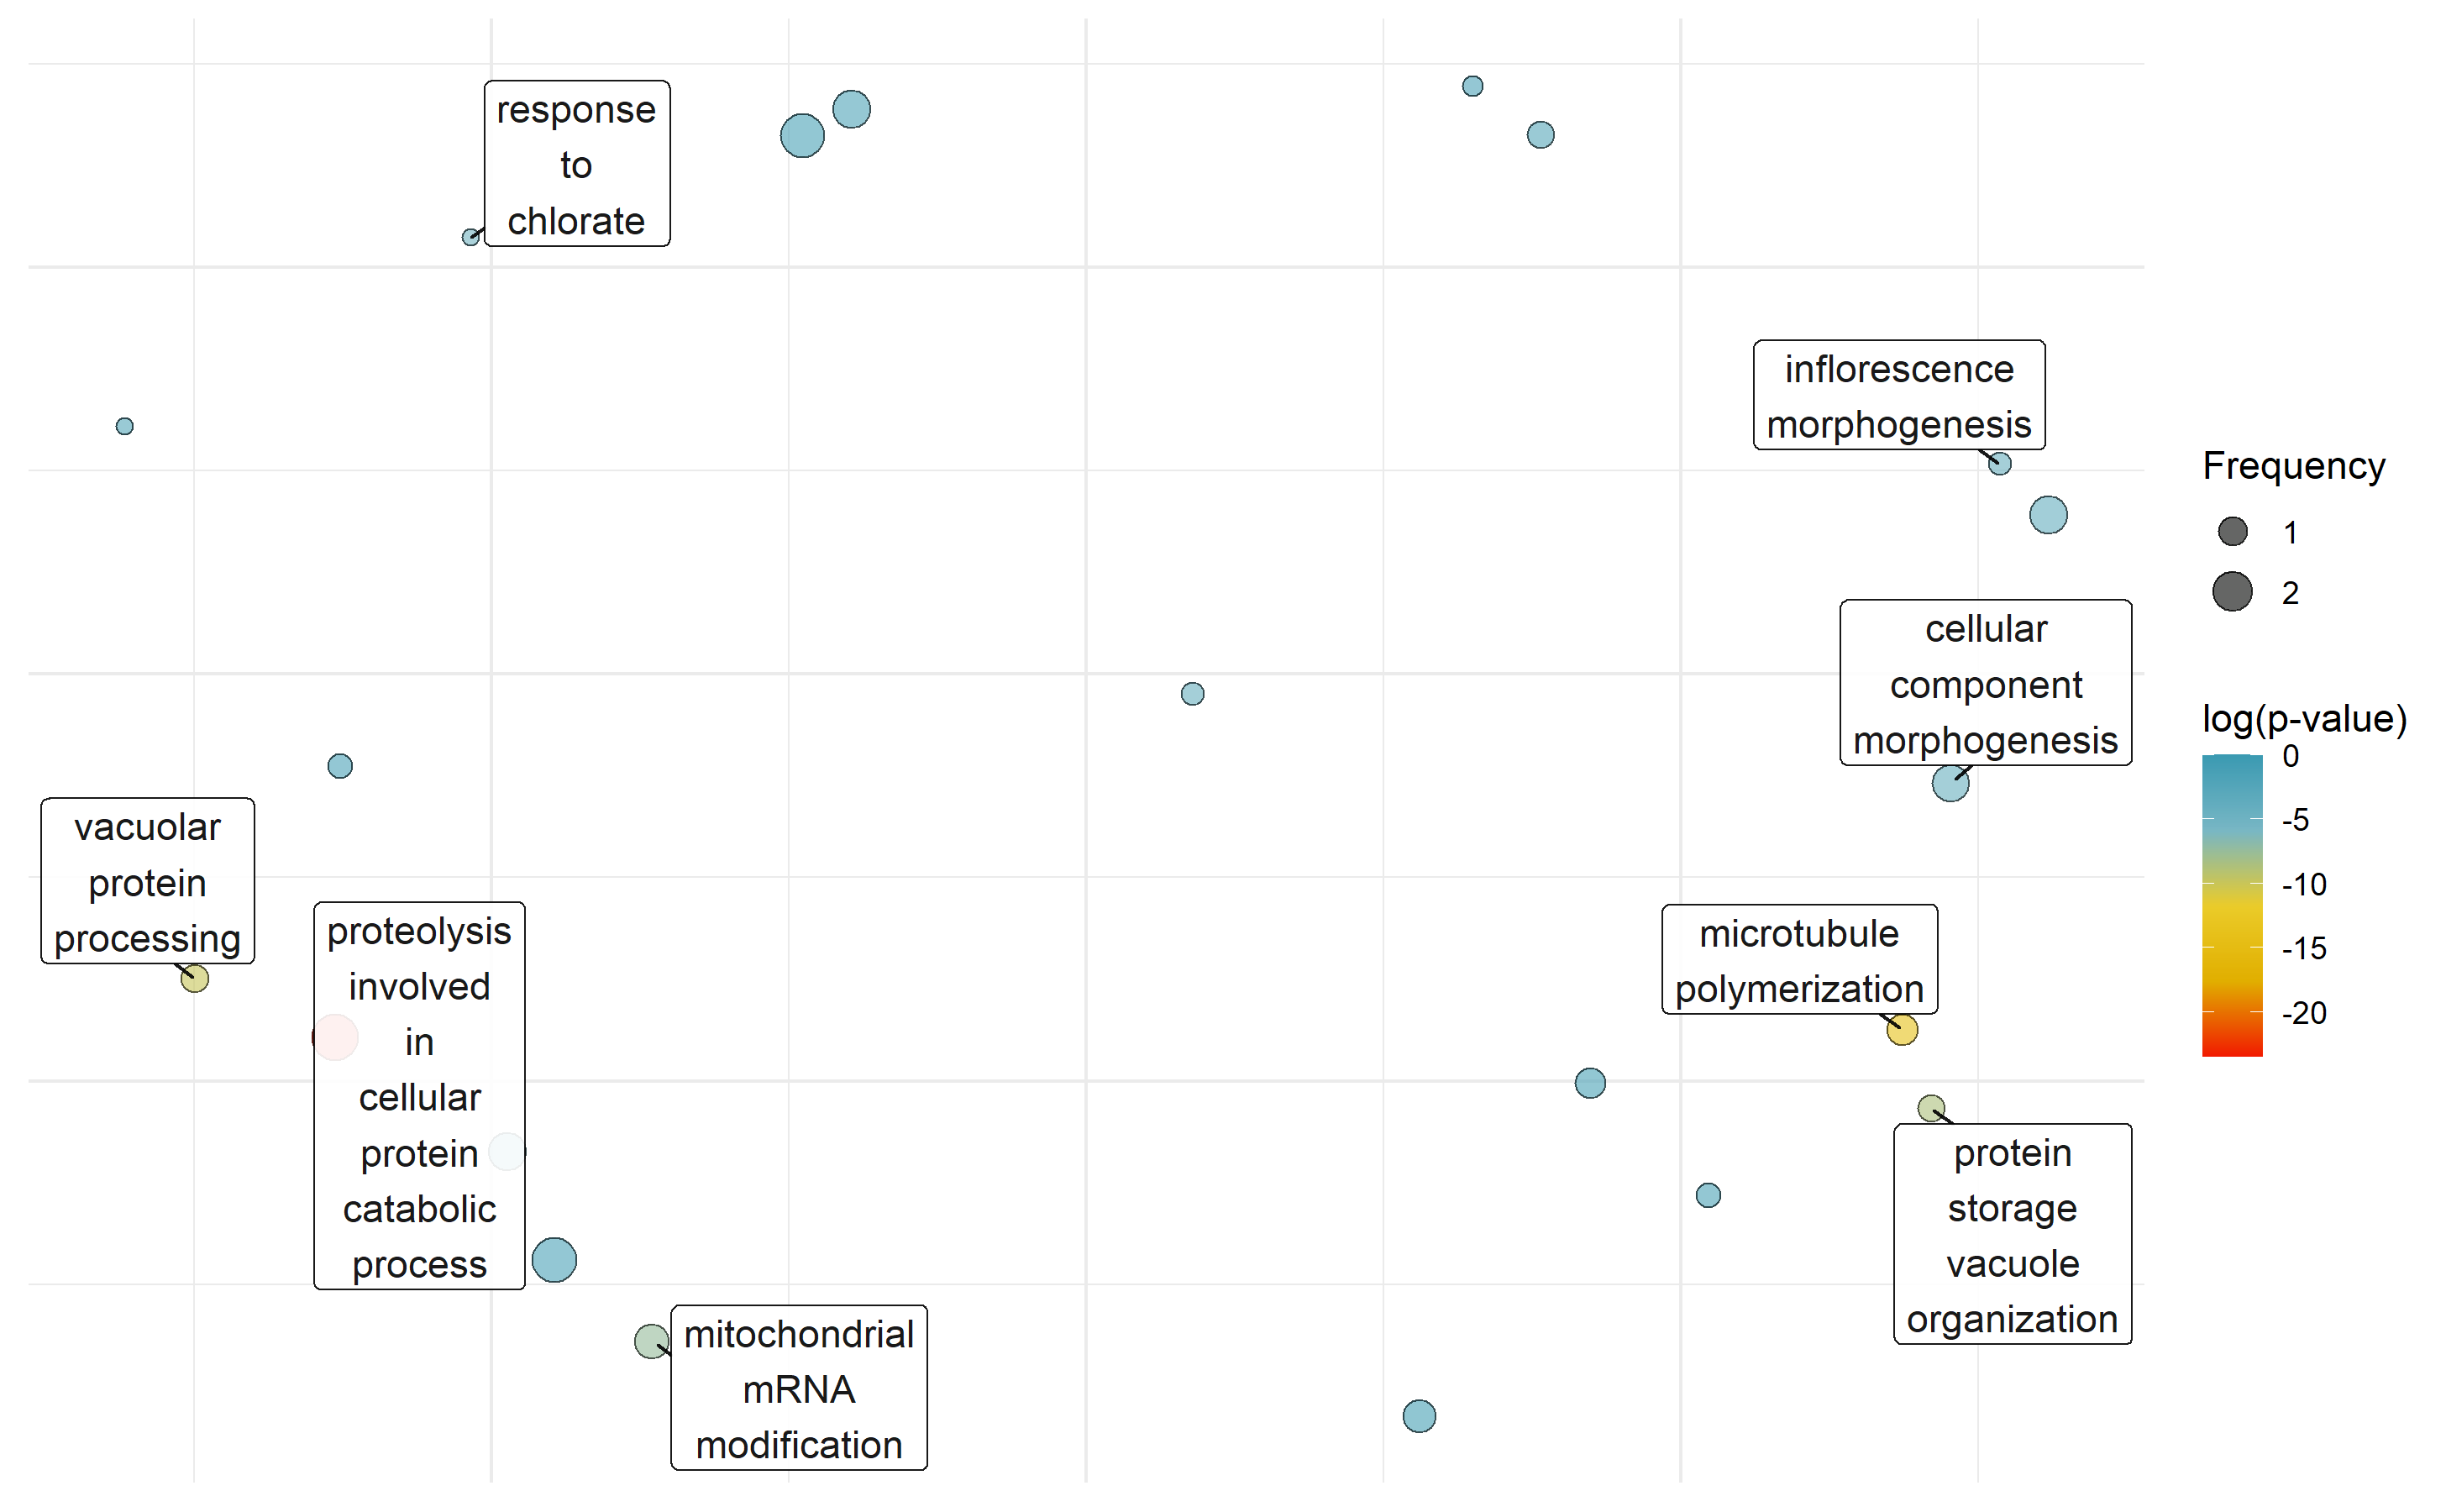 response
to
chlorate
inflorescence
morphogenesis
cellular
component
morphogenesis
vacuolar
protein
processing
proteolysis
involved
in
cellular
protein
catabolic
process
microtubule
polymerization
protein
storage
vacuole
organization
mitochondrial
mRNA
modification
Frequency
1
2
log(p-value)
0
-5
-10
-15
-20